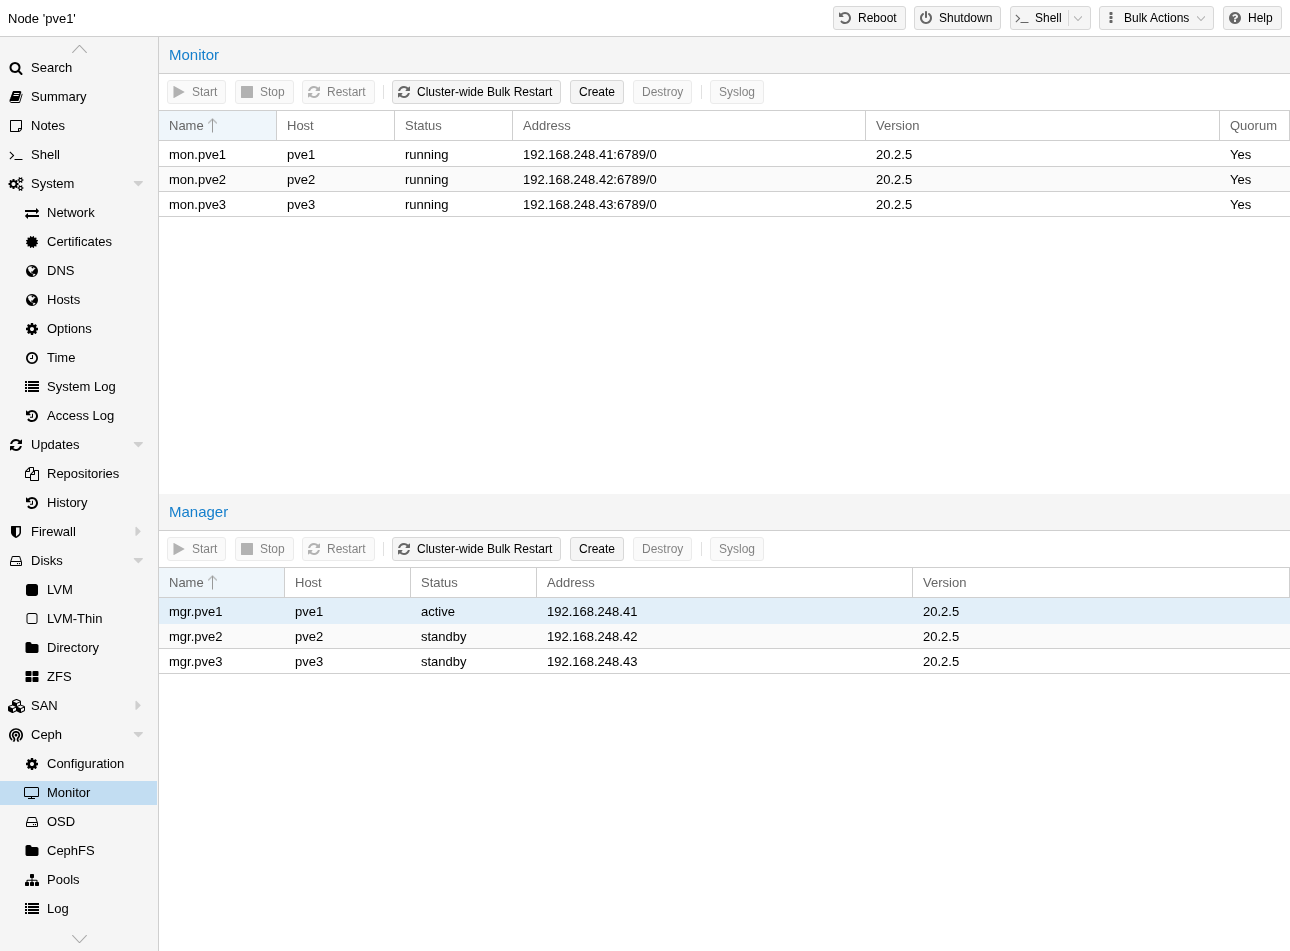 Node 'pve1' Reboot Shutdown Shell Bulk Actions Help
Search
Summary
Notes
Shell
System
Network
Certificates
DNS
Hosts
Options
Time
System Log
Access Log
Updates
Repositories
History
Firewall
Disks
LVM
LVM-Thin
Directory
ZFS
SAN
Ceph
Configuration
Monitor
OSD
CephFS
Pools
Log
Monitor
Start Stop Restart Cluster-wide Bulk Restart Create Destroy Syslog
Name Host Status Address Version Quorum
mon.pve1 pve1 running 192.168.248.41:6789/0 20.2.5 Yes
mon.pve2 pve2 running 192.168.248.42:6789/0 20.2.5 Yes
mon.pve3 pve3 running 192.168.248.43:6789/0 20.2.5 Yes
Manager
Start Stop Restart Cluster-wide Bulk Restart Create Destroy Syslog
Name Host Status Address Version
mgr.pve1 pve1 active 192.168.248.41 20.2.5
mgr.pve2 pve2 standby 192.168.248.42 20.2.5
mgr.pve3 pve3 standby 192.168.248.43 20.2.5